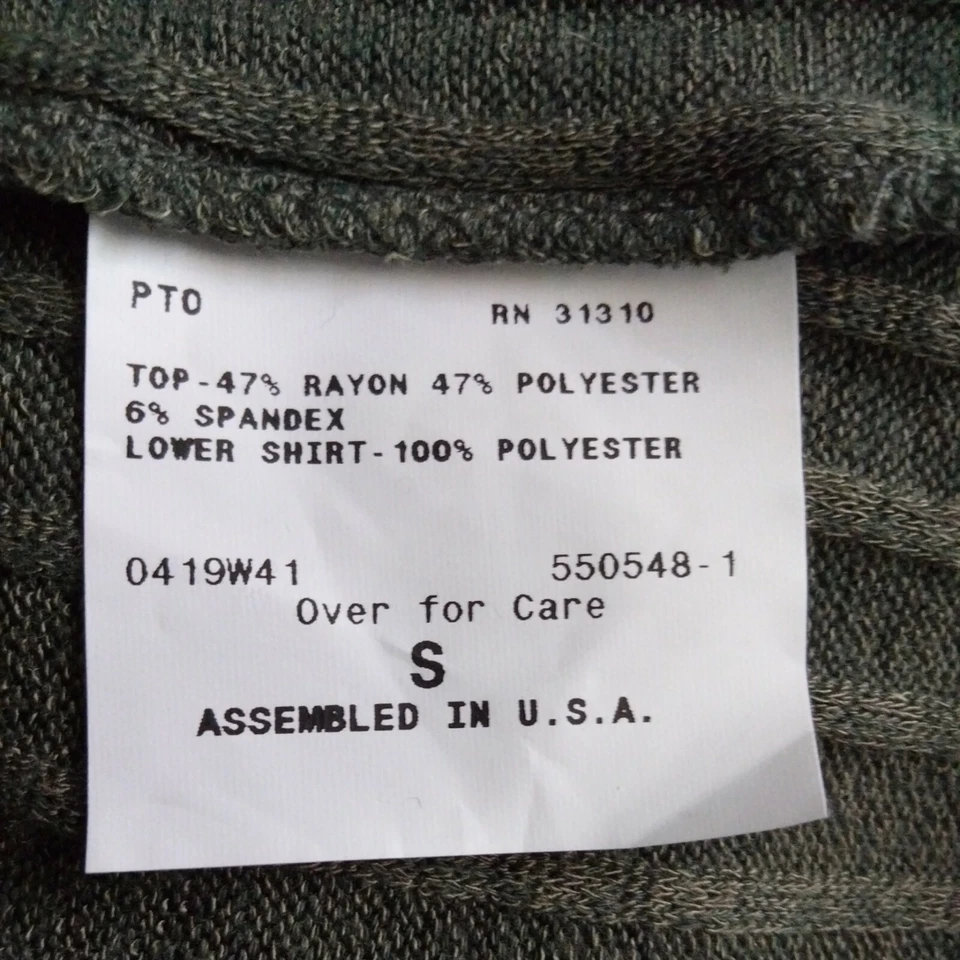 PTO RN 31310
TOP-47% RAYON 47% POLYESTER
6% SPANDEX
LOWER SHIRT-100% POLYESTER
0419W41 550548-1
Over for Care
S
ASSEMBLED IN U.S.A.